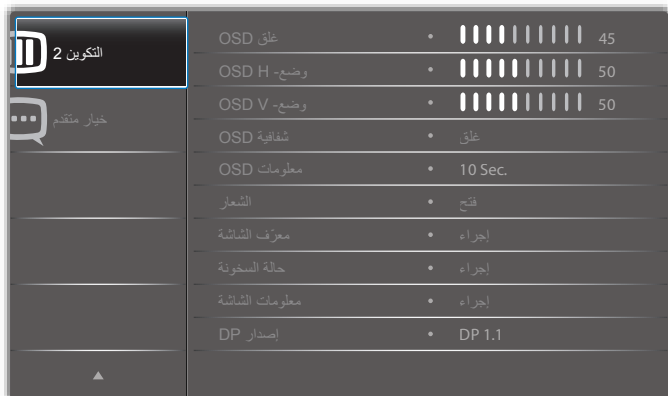 التكوين 2
خيار متقدم
غلق OSD • 45
وضع- OSD H • 50
وضع- OSD V • 50
شفافية OSD • غلق
معلومات OSD • 10 Sec.
الشعار • فتح
معرّف الشاشة • إجراء
حالة السخونة • إجراء
معلومات الشاشة • إجراء
إصدار DP • DP 1.1